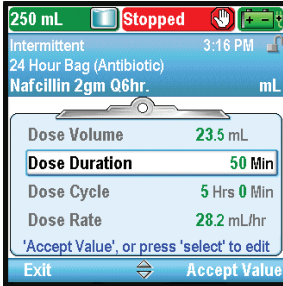 250 mL Stopped
Intermittent 3:16 PM
24 Hour Bag (Antibiotic)
Nafcillin 2gm Q6hr. mL
Dose Volume 23.5 mL
Dose Duration 50 Min
Dose Cycle 5 Hrs 0 Min
Dose Rate 28.2 mL/hr
'Accept Value', or press 'select' to edit
Exit Accept Value